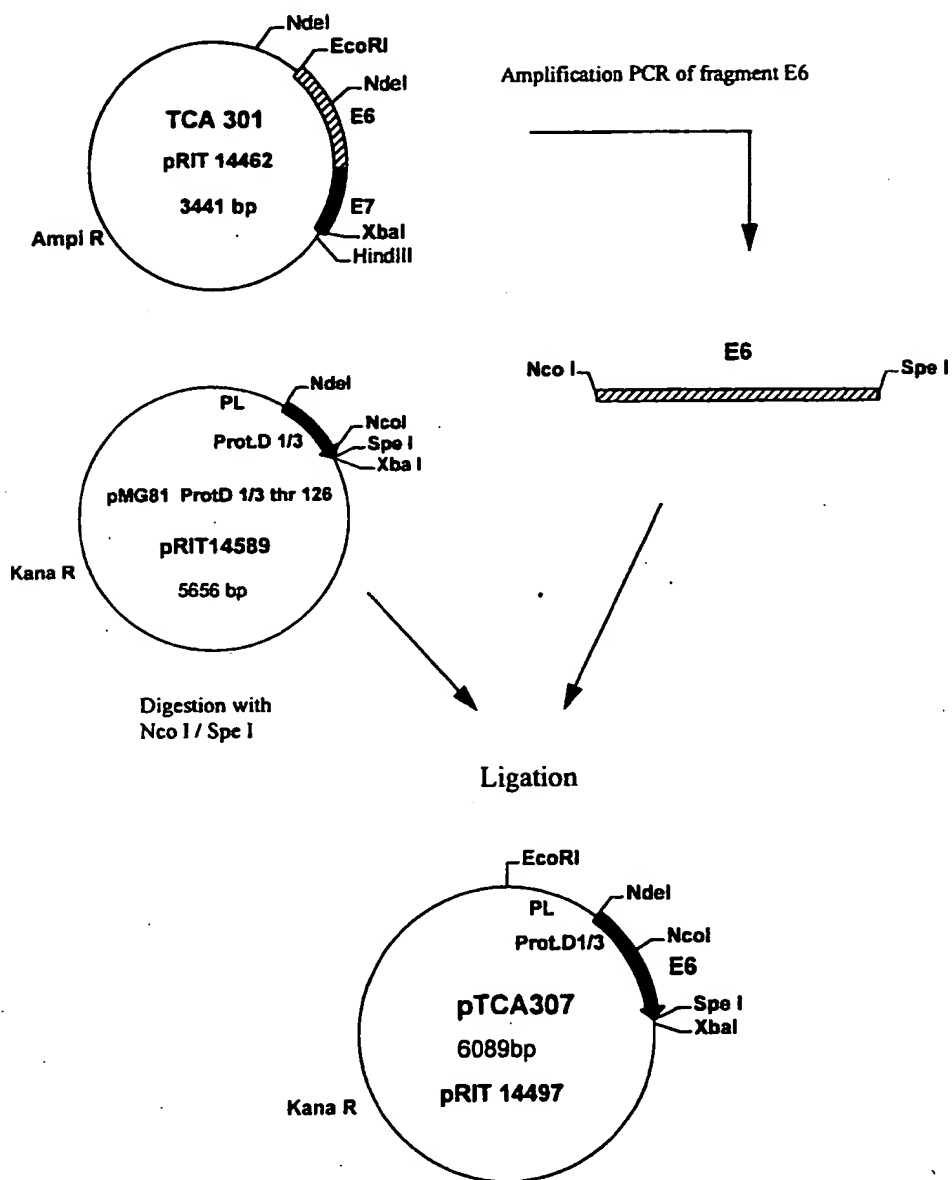 NdeI
EcoRI
NdeI
E6
TCA 301
pRIT 14462
3441 bp
E7
XbaI
HindIII
Ampi R
Amplification PCR of fragment E6
E6
Nco I
Spe I
NdeI
PL
Prot.D 1/3
NcoI
Spe I
Xba I
pMG81 ProtD 1/3 thr 126
pRIT14589
5656 bp
Kana R
Digestion with
Nco I / Spe I
Ligation
EcoRI
NdeI
PL
Prot.D1/3
NcoI
E6
pTCA307
Spe I
XbaI
6089bp
pRIT 14497
Kana R